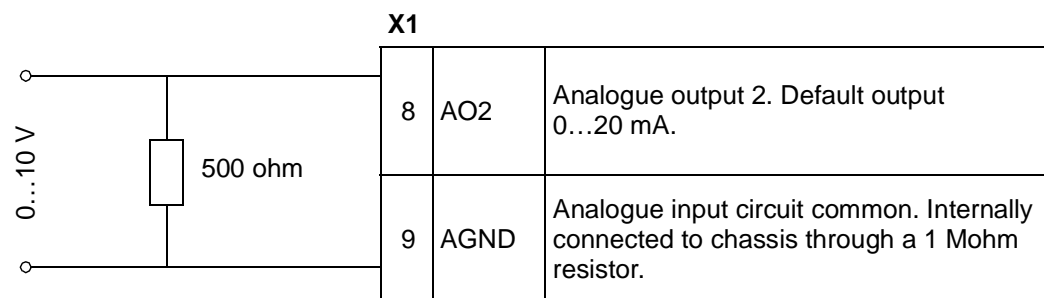 X1
0…10 V
500 ohm
8
AO2
Analogue output 2. Default output
0…20 mA.
9
AGND
Analogue input circuit common. Internally
connected to chassis through a 1 Mohm
resistor.